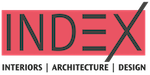 INDEX
INTERIORS | ARCHITECTURE | DESIGN